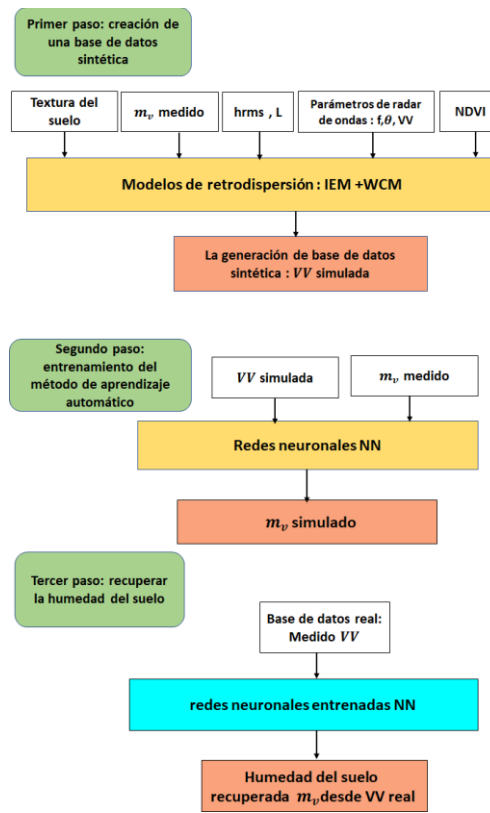 Primer paso: creación de
una base de datos
sintética
Textura del
suelo
m_v medido
hrms , L
Parámetros de radar
de ondas : f,θ, VV
NDVI
Modelos de retrodispersión : IEM +WCM
La generación de base de datos
sintética : VV simulada
Segundo paso:
entrenamiento del
método de aprendizaje
automático
VV simulada
m_v medido
Redes neuronales NN
m_v simulado
Tercer paso: recuperar
la humedad del suelo
Base de datos real:
Medido VV
redes neuronales entrenadas NN
Humedad del suelo
recuperada m_v desde VV real